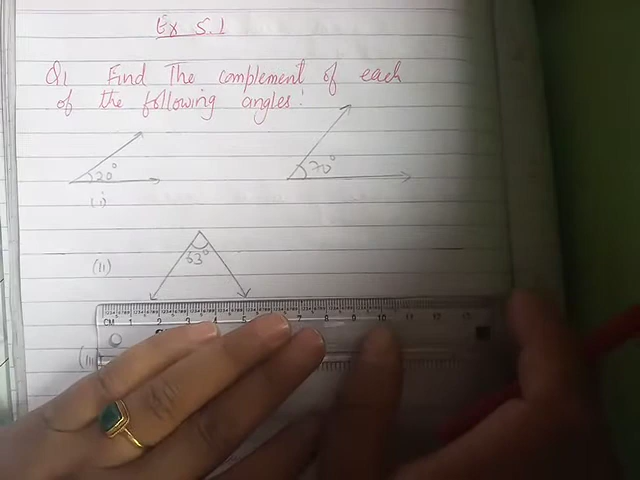 Ex 5.1
Q1 Find The complement of each
of the following angles:
20° 70°
(i)
(ii) 63°
CM 1 2 3 4 5 6 7 8 9 10 11 12 13
(iii)